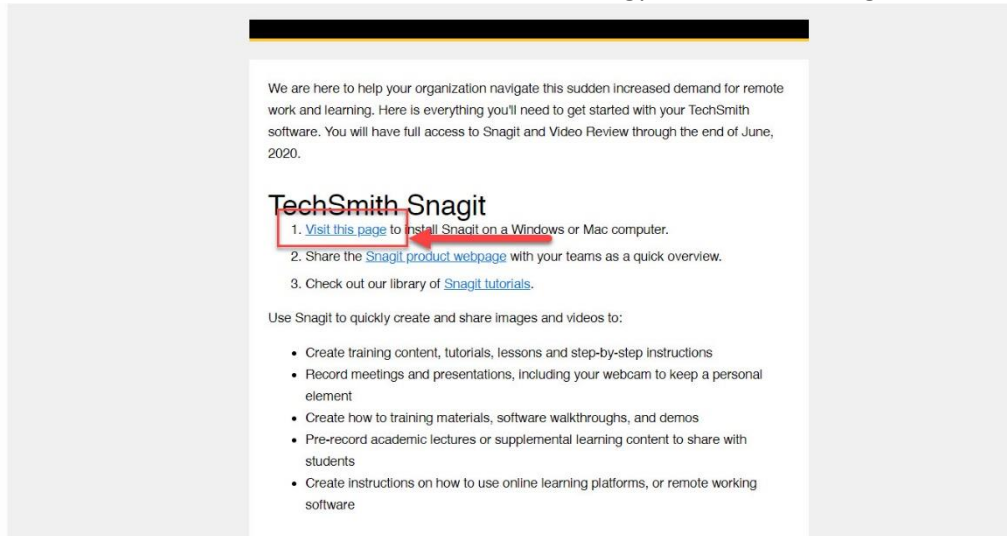 We are here to help your organization navigate this sudden increased demand for remote
work and learning. Here is everything you'll need to get started with your TechSmith
software. You will have full access to Snagit and Video Review through the end of June,
2020.
TechSmith Snagit
1. Visit this page to install Snagit on a Windows or Mac computer.
2. Share the Snagit product webpage with your teams as a quick overview.
3. Check out our library of Snagit tutorials.
Use Snagit to quickly create and share images and videos to:
• Create training content, tutorials, lessons and step-by-step instructions
• Record meetings and presentations, including your webcam to keep a personal
element
• Create how to training materials, software walkthroughs, and demos
• Pre-record academic lectures or supplemental learning content to share with
students
• Create instructions on how to use online learning platforms, or remote working
software